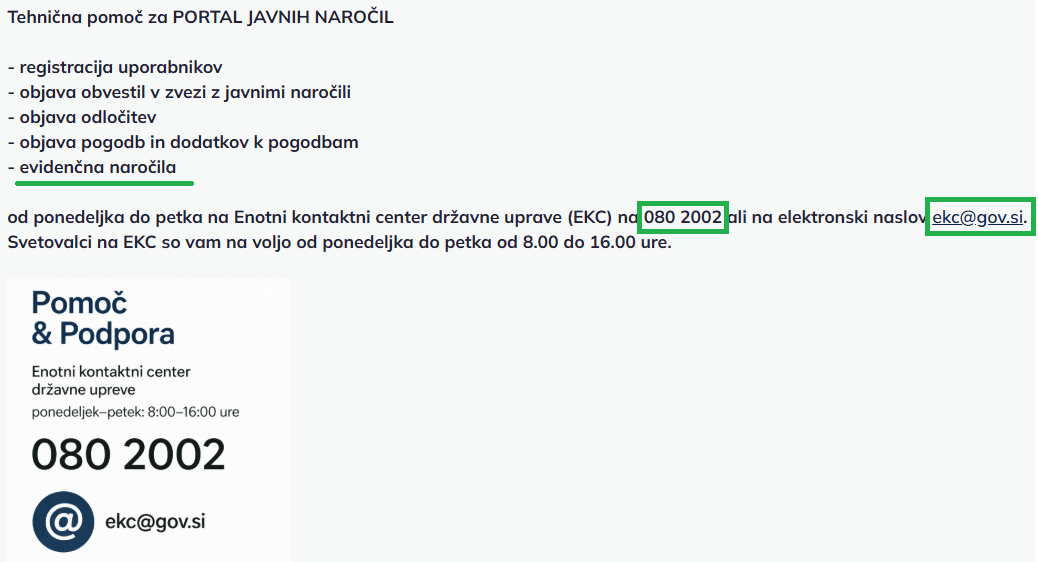 Tehnična pomoč za PORTAL JAVNIH NAROČIL
- registracija uporabnikov
- objava obvestil v zvezi z javnimi naročili
- objava odločitev
- objava pogodb in dodatkov k pogodbam
- evidenčna naročila
od ponedeljka do petka na Enotni kontaktni center državne uprave (EKC) na 080 2002 ali na elektronski naslov ekc@gov.si.
Svetovalci na EKC so vam na voljo od ponedeljka do petka od 8.00 do 16.00 ure.
Pomoč
& Podpora
Enotni kontaktni center
državne upreve
ponedeljek–petek: 8:00–16:00 ure
080 2002
@ ekc@gov.si